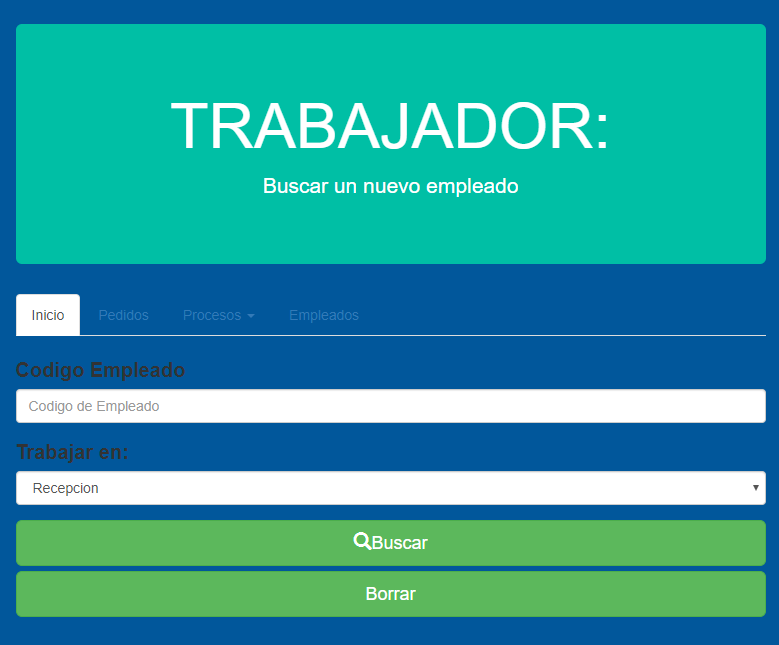 TRABAJADOR:
Buscar un nuevo empleado
Inicio Pedidos Procesos Empleados
Codigo Empleado
Codigo de Empleado
Trabajar en:
Recepcion
Buscar
Borrar